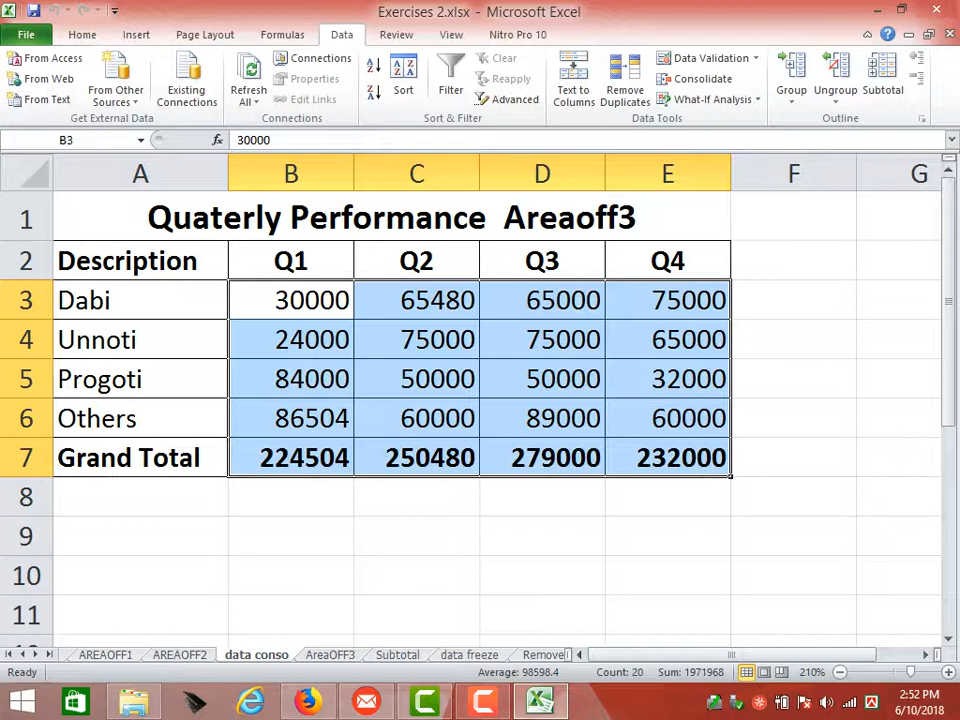 Exercises 2.xlsx - Microsoft Excel
File Home Insert Page Layout Formulas Data Review View Nitro Pro 10
From Access
From Web
From Text
From Other Sources
Existing Connections
Get External Data
Refresh All
Connections
Properties
Edit Links
Connections
Sort
Filter
Clear
Reapply
Advanced
Sort & Filter
Text to Columns
Remove Duplicates
Data Validation
Consolidate
What-If Analysis
Data Tools
Group
Ungroup
Subtotal
Outline
B3 fx 30000
A B C D E F G
1 Quaterly Performance Areaoff3
2 Description Q1 Q2 Q3 Q4
3 Dabi 30000 65480 65000 75000
4 Unnoti 24000 75000 75000 65000
5 Progoti 84000 50000 50000 32000
6 Others 86504 60000 89000 60000
7 Grand Total 224504 250480 279000 232000
8
9
10
11
AREAOFF1 AREAOFF2 data conso AreaOFF3 Subtotal data freeze Remove
Ready Average: 98598.4 Count: 20 Sum: 1971968 210%
2:52 PM
6/10/2018